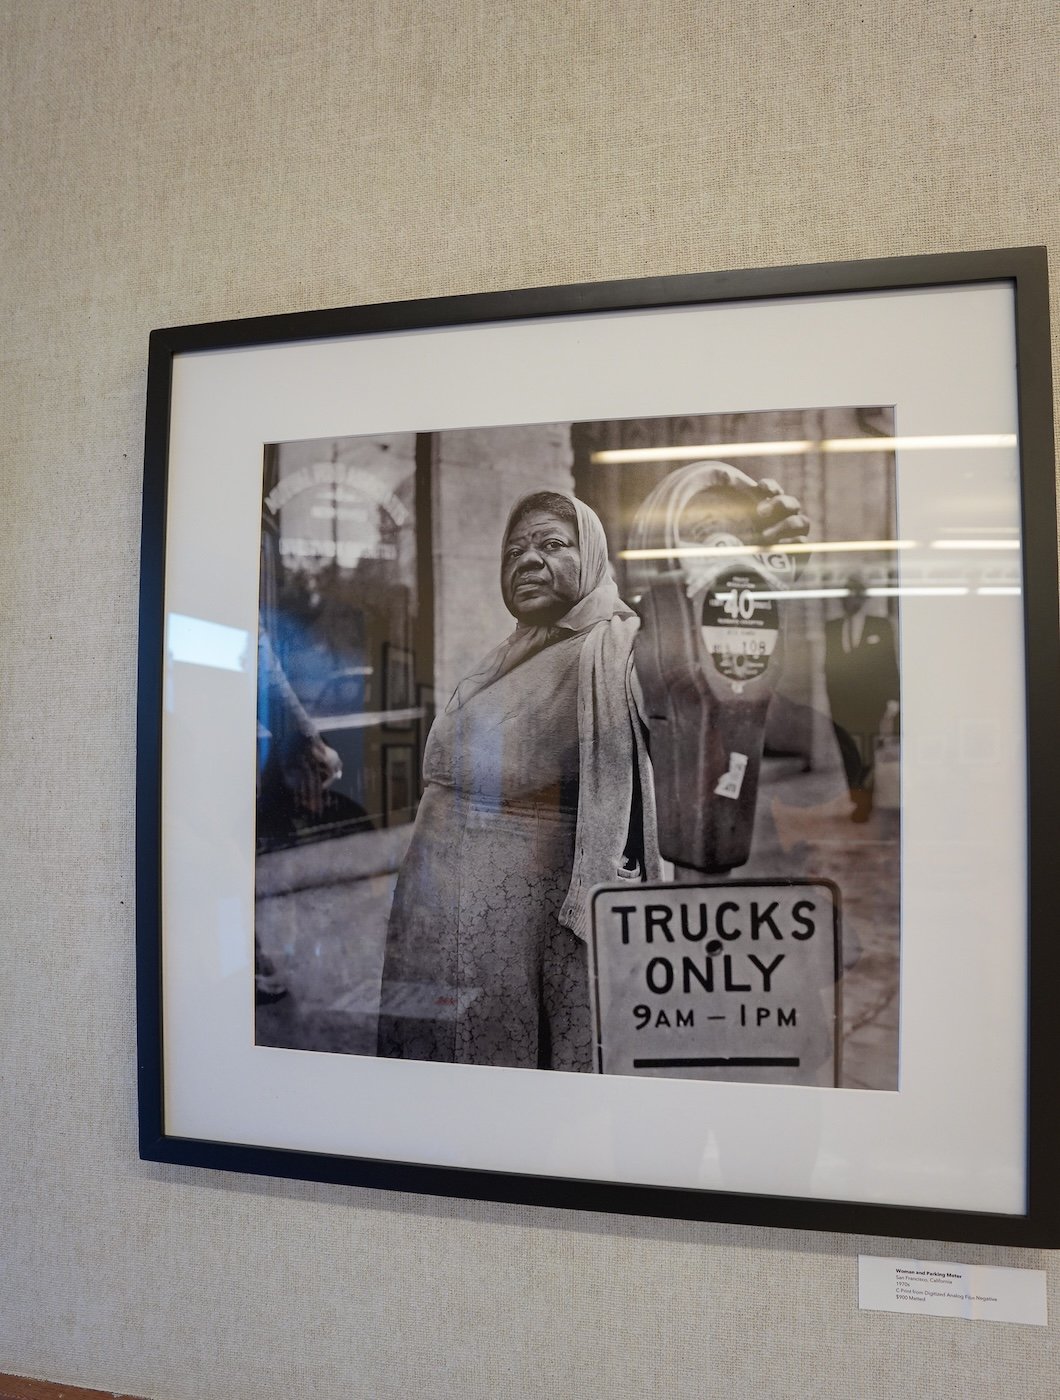 40
108
TRUCKS
ONLY
9AM – 1PM
Woman and Parking Meter
San Francisco, California
1970s
C Print from Digitized Analog Film Negative
$900 Matted